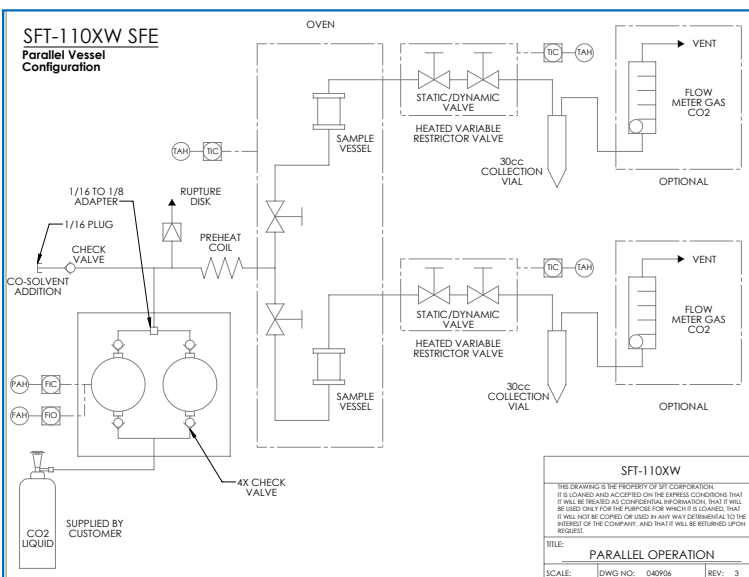 SFT-110XW SFE
Parallel Vessel
Configuration
OVEN
TIC
TAH
VENT
STATIC/DYNAMIC
VALVE
HEATED VARIABLE
RESTRICTOR VALVE
FLOW
METER GAS
CO2
SAMPLE
VESSEL
30cc
COLLECTION
VIAL
OPTIONAL
TAH
TIC
1/16 TO 1/8
ADAPTER
RUPTURE
DISK
1/16 PLUG
CHECK
VALVE
PREHEAT
COIL
CO-SOLVENT
ADDITION
TIC
TAH
VENT
STATIC/DYNAMIC
VALVE
HEATED VARIABLE
RESTRICTOR VALVE
FLOW
METER GAS
CO2
SAMPLE
VESSEL
30cc
COLLECTION
VIAL
OPTIONAL
PAH
FIC
FAH
FIO
4X CHECK
VALVE
CO2
LIQUID
SUPPLIED BY
CUSTOMER
SFT-110XW
THIS DRAWING IS THE PROPERTY OF SFT CORPORATION,
IT IS LOANED AND ACCEPTED ON THE EXPRESS CONDITIONS THAT
IT WILL BE TREATED AS CONFIDENTIAL INFORMATION, THAT IT WILL
BE USED ONLY FOR THE PURPOSE FOR WHICH IT IS LOANED, THAT
IT WILL NOT BE COPIED OR USED IN ANY WAY DETRIMENTAL TO THE
INTEREST OF THE COMPANY, AND THAT IT WILL BE RETURNED UPON
REQUEST.
TITLE:
PARALLEL OPERATION
SCALE: DWG NO: 040906 REV: 3